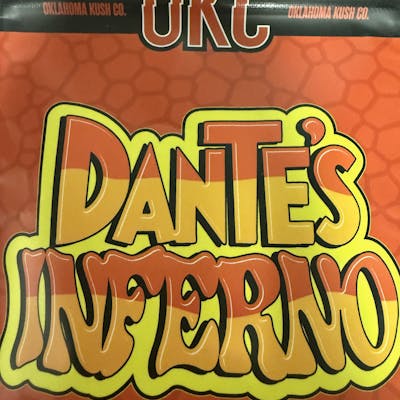 OKLAHOMA KUSH CO. OKC OKLAHOMA KUSH CO.
DANTE'S
INFERNO